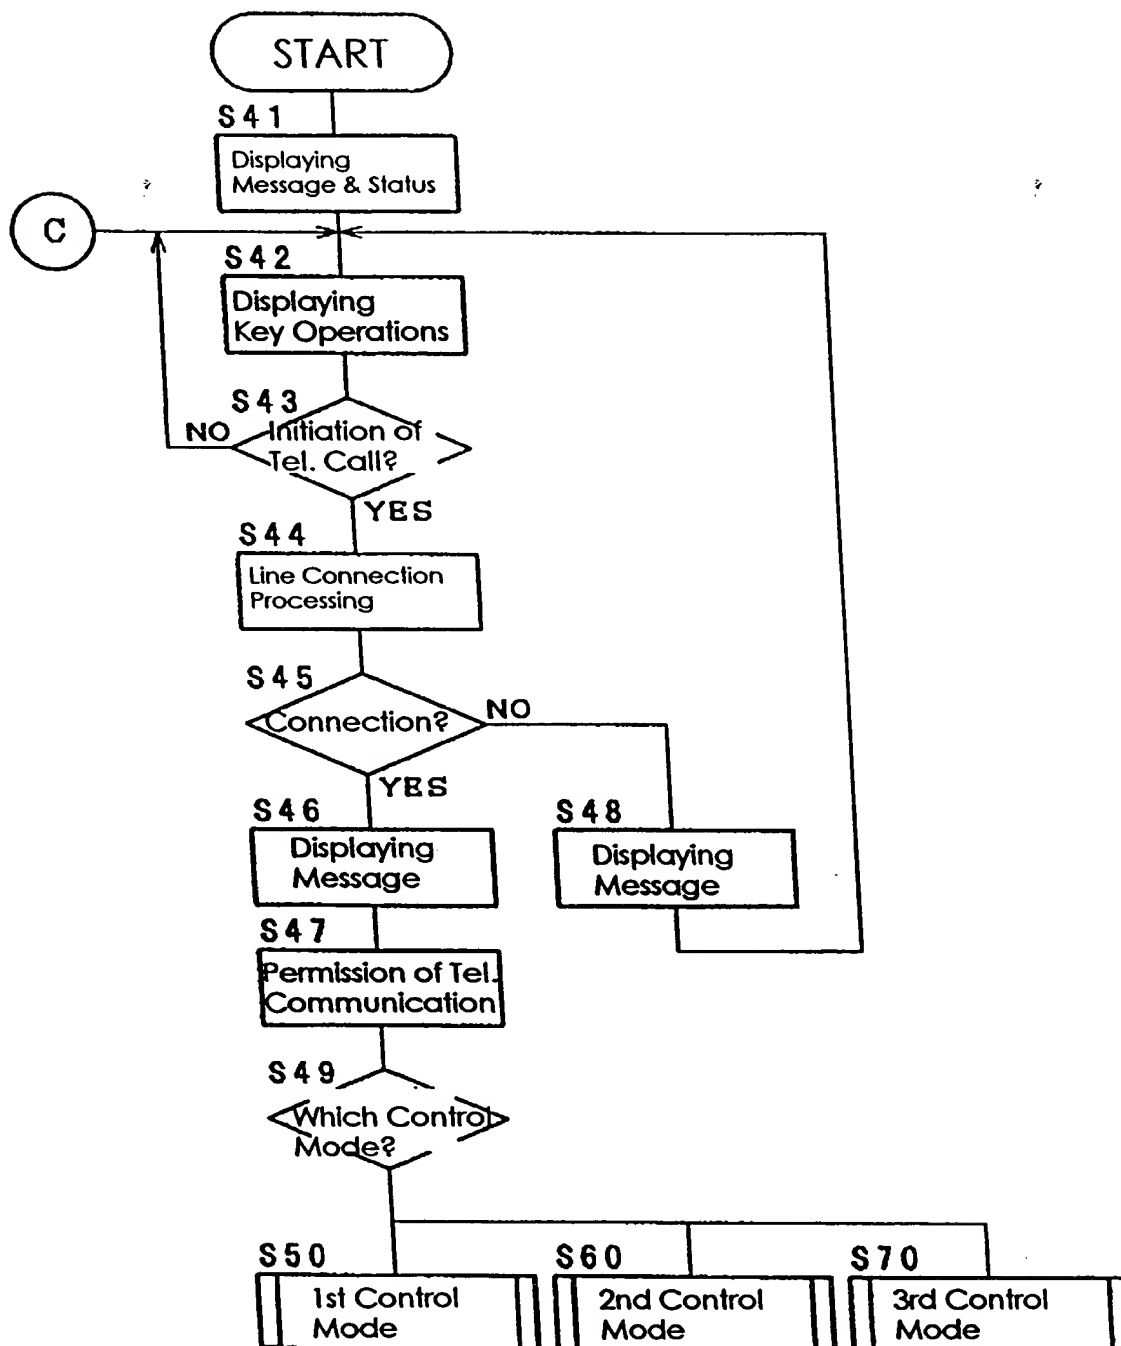 START
S41
Displaying
Message & Status
C
S42
Displaying
Key Operations
S43
NO
Initiation of
Tel. Call?
YES
S44
Line Connection
Processing
S45
Connection?
NO
YES
S46
Displaying
Message
S48
Displaying
Message
S47
Permission of Tel.
Communication
S49
Which Control
Mode?
S50
1st Control
Mode
S60
2nd Control
Mode
S70
3rd Control
Mode